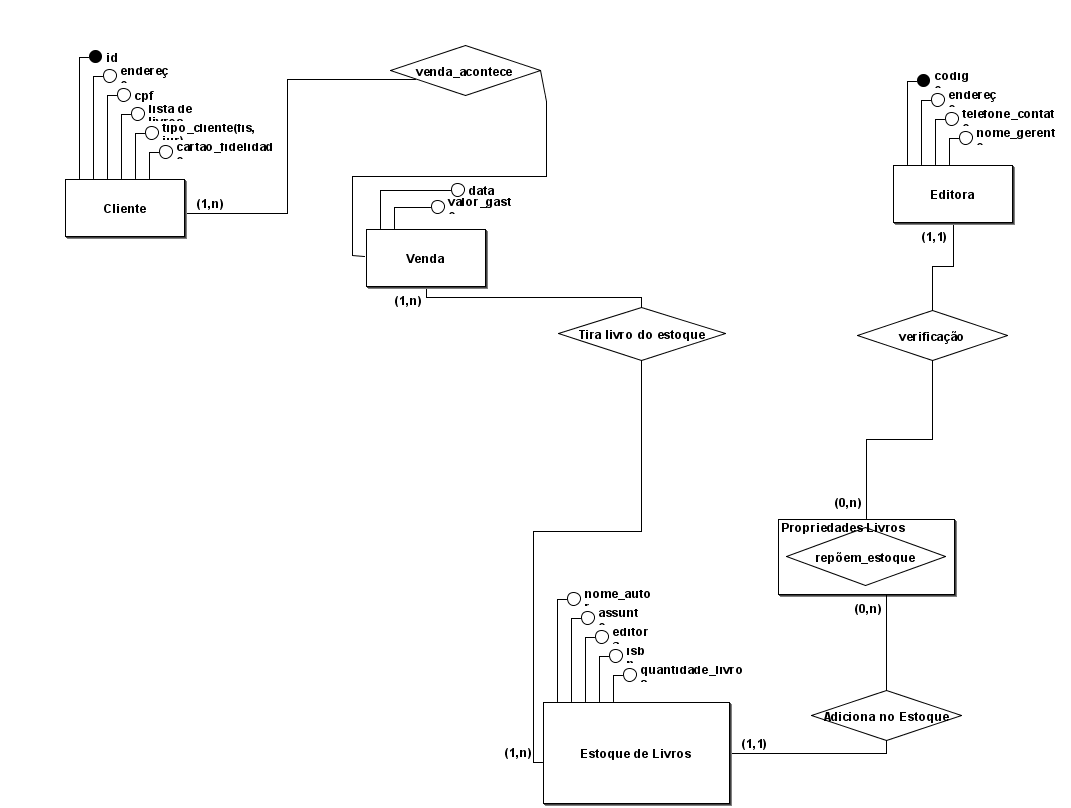 id
endereç
cpf
lista de
tipo_cliente(fis,
cartao_fidelidad
Cliente
(1,n)
venda_acontece
data
valor_gast
Venda
(1,n)
Tira livro do estoque
codig
endereç
telefone_contat
nome_gerent
Editora
(1,1)
verificação
(0,n)
Propriedades Livros
repõem_estoque
(0,n)
Adiciona no Estoque
(1,1)
nome_auto
assunt
editor
isb
quantidade_livro
Estoque de Livros
(1,n)